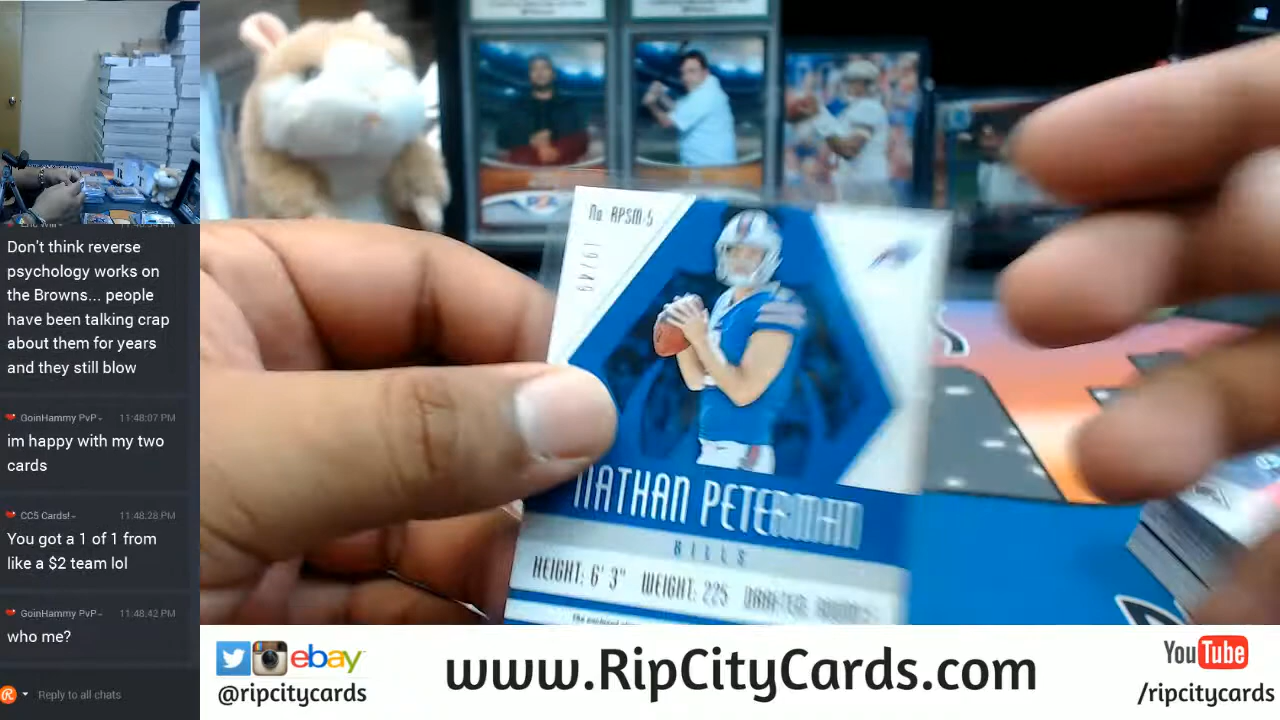 Don't think reverse
psychology works on
the Browns... people
have been talking crap
about them for years
and they still blow
GoinHammy PvP- 11:48:07 PM
im happy with my two
cards
CC5 Cards!- 11:48:28 PM
You got a 1 of 1 from
like a $2 team lol
GoinHammy PvP- 11:48:42 PM
who me?
Reply to all chats
No RPSM-5
19/49
NATHAN PETERMAN
BILLS
HEIGHT: 6' 3" WEIGHT: 225 DRAFTED:
ebay
@ripcitycards
www.RipCityCards.com
YouTube
/ripcitycards